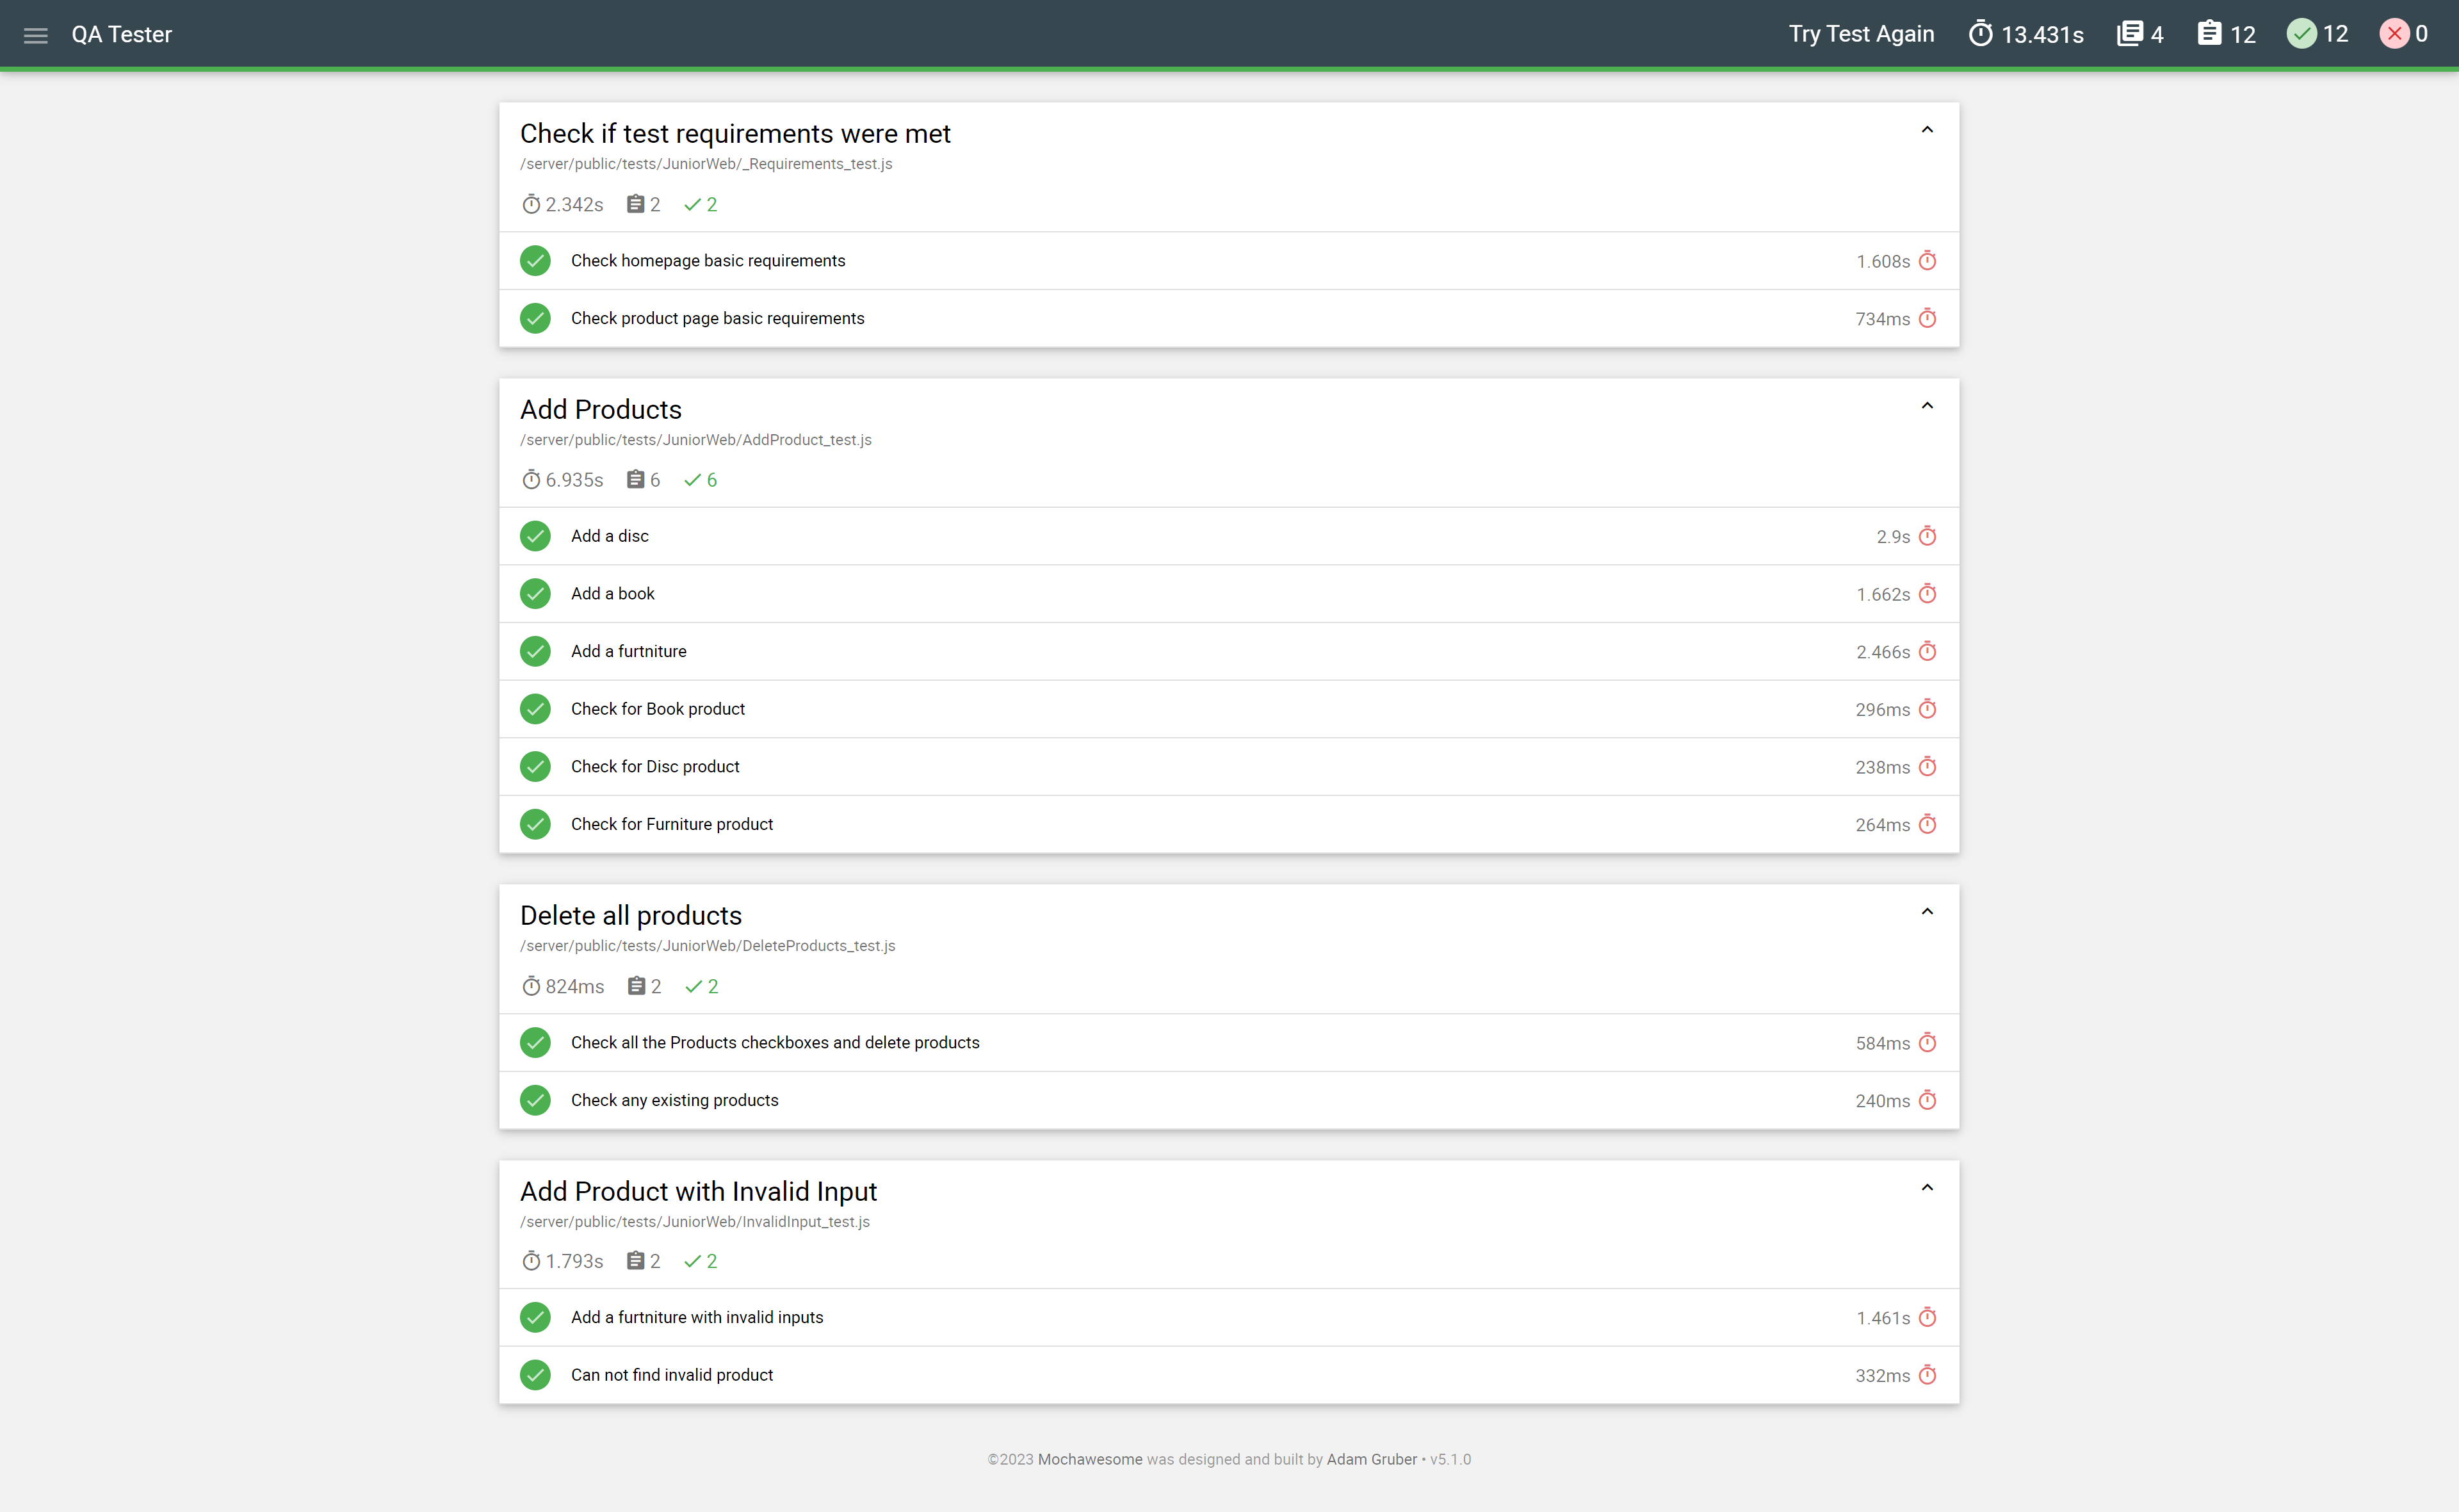 QA Tester
Try Test Again 13.431s 4 12 12 0
Check if test requirements were met
/server/public/tests/JuniorWeb/_Requirements_test.js
2.342s 2 2
Check homepage basic requirements 1.608s
Check product page basic requirements 734ms
Add Products
/server/public/tests/JuniorWeb/AddProduct_test.js
6.935s 6 6
Add a disc 2.9s
Add a book 1.662s
Add a furtniture 2.466s
Check for Book product 296ms
Check for Disc product 238ms
Check for Furniture product 264ms
Delete all products
/server/public/tests/JuniorWeb/DeleteProducts_test.js
824ms 2 2
Check all the Products checkboxes and delete products 584ms
Check any existing products 240ms
Add Product with Invalid Input
/server/public/tests/JuniorWeb/InvalidInput_test.js
1.793s 2 2
Add a furtniture with invalid inputs 1.461s
Can not find invalid product 332ms
©2023 Mochawesome was designed and built by Adam Gruber • v5.1.0